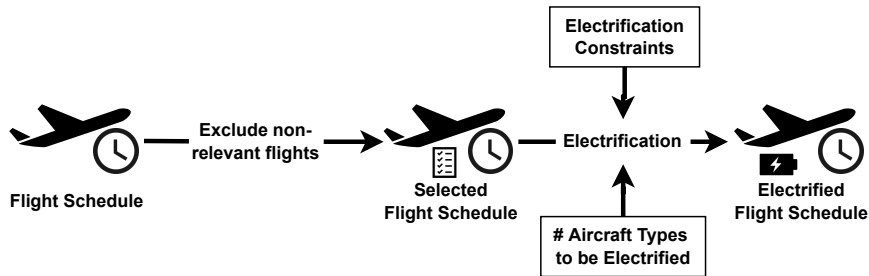 Electrification
Constraints
Exclude non-
relevant flights
Electrification
Flight Schedule
Selected
Flight Schedule
Electrified
Flight Schedule
# Aircraft Types
to be Electrified